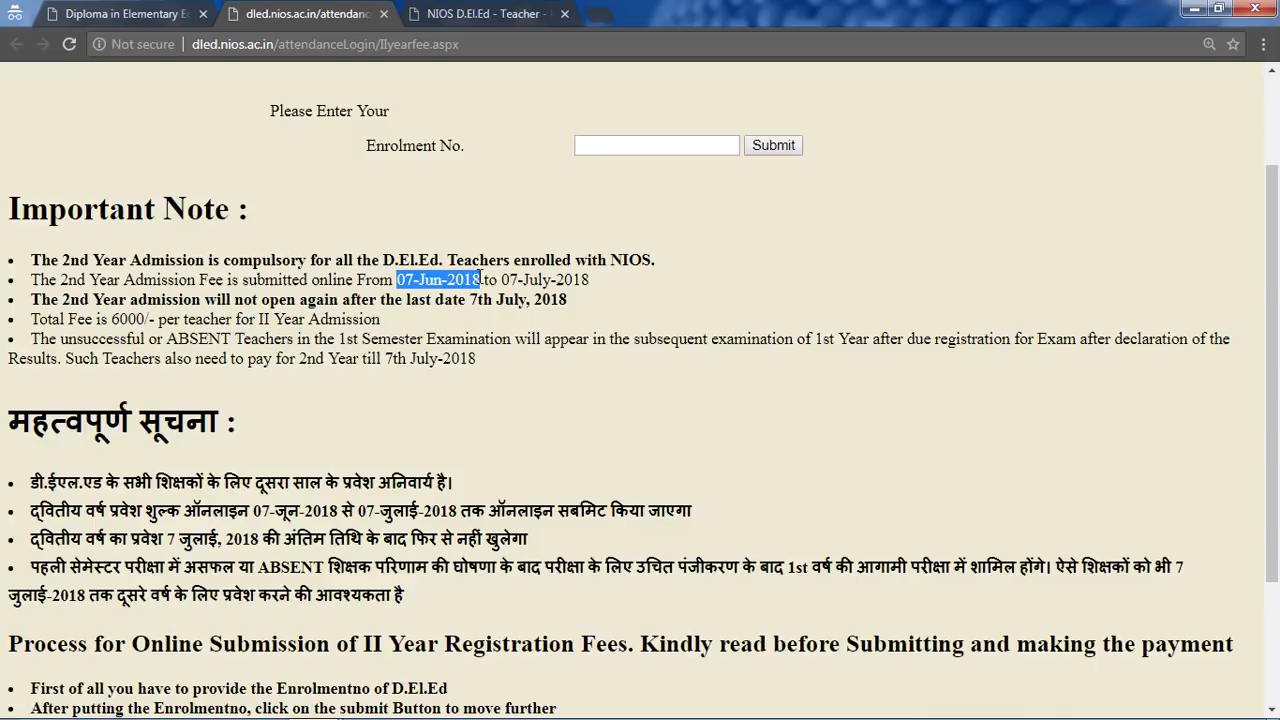 Diploma in Elementary E
dled.nios.ac.in/attendanc
NIOS D.El.Ed - Teacher -
Not secure
dled.nios.ac.in/attendanceLogin/IIyearfee.aspx
Please Enter Your
Enrolment No.
Submit
Important Note :
• The 2nd Year Admission is compulsory for all the D.El.Ed. Teachers enrolled with NIOS.
• The 2nd Year Admission Fee is submitted online From 07-Jun-2018 to 07-July-2018
• The 2nd Year admission will not open again after the last date 7th July, 2018
• Total Fee is 6000/- per teacher for II Year Admission
• The unsuccessful or ABSENT Teachers in the 1st Semester Examination will appear in the subsequent examination of 1st Year after due registration for Exam after declaration of the
Results. Such Teachers also need to pay for 2nd Year till 7th July-2018
महत्वपूर्ण सूचना :
• डी.ईएल.एड के सभी शिक्षकों के लिए दूसरा साल के प्रवेश अनिवार्य है।
• द्वितीय वर्ष प्रवेश शुल्क ऑनलाइन 07-जून-2018 से 07-जुलाई-2018 तक ऑनलाइन सबमिट किया जाएगा
• द्वितीय वर्ष का प्रवेश 7 जुलाई, 2018 की अंतिम तिथि के बाद फिर से नहीं खुलेगा
• पहली सेमेस्टर परीक्षा में असफल या ABSENT शिक्षक परिणाम की घोषणा के बाद परीक्षा के लिए उचित पंजीकरण के बाद 1st वर्ष की आगामी परीक्षा में शामिल होंगे। ऐसे शिक्षकों को भी 7
जुलाई-2018 तक दूसरे वर्ष के लिए प्रवेश करने की आवश्यकता है
Process for Online Submission of II Year Registration Fees. Kindly read before Submitting and making the payment
• First of all you have to provide the Enrolmentno of D.El.Ed
• After putting the Enrolmentno, click on the submit Button to move further